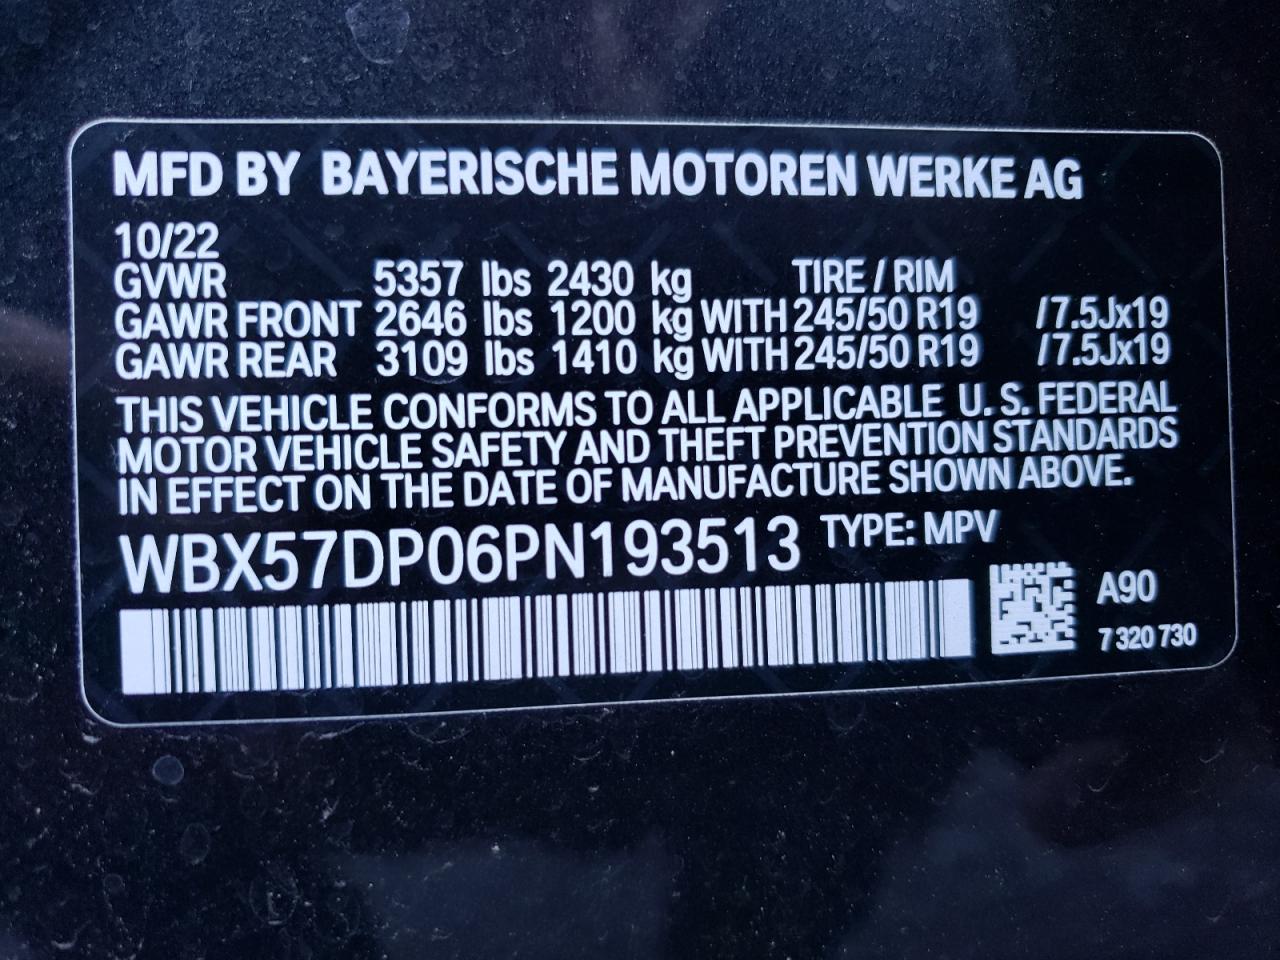 MFD BY BAYERISCHE MOTOREN WERKE AG
10/22
GVWR 5357 lbs 2430 kg TIRE / RIM
GAWR FRONT 2646 lbs 1200 kg WITH 245/50 R19 /7.5Jx19
GAWR REAR 3109 lbs 1410 kg WITH 245/50 R19 /7.5Jx19
THIS VEHICLE CONFORMS TO ALL APPLICABLE U. S. FEDERAL
MOTOR VEHICLE SAFETY AND THEFT PREVENTION STANDARDS
IN EFFECT ON THE DATE OF MANUFACTURE SHOWN ABOVE.
WBX57DP06PN193513 TYPE: MPV
A90
7 320 730